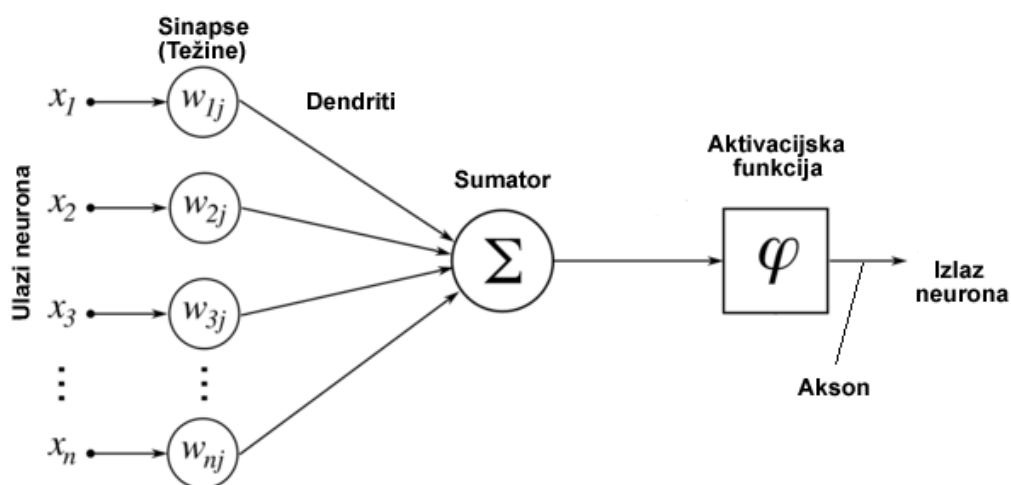 Sinapse
(Težine)
Ulazi neurona
x1
w1j
Dendriti
x2
w2j
x3
w3j
⋮
⋮
xn
wnj
Sumator
Σ
Aktivacijska
funkcija
φ
Izlaz
neurona
Akson